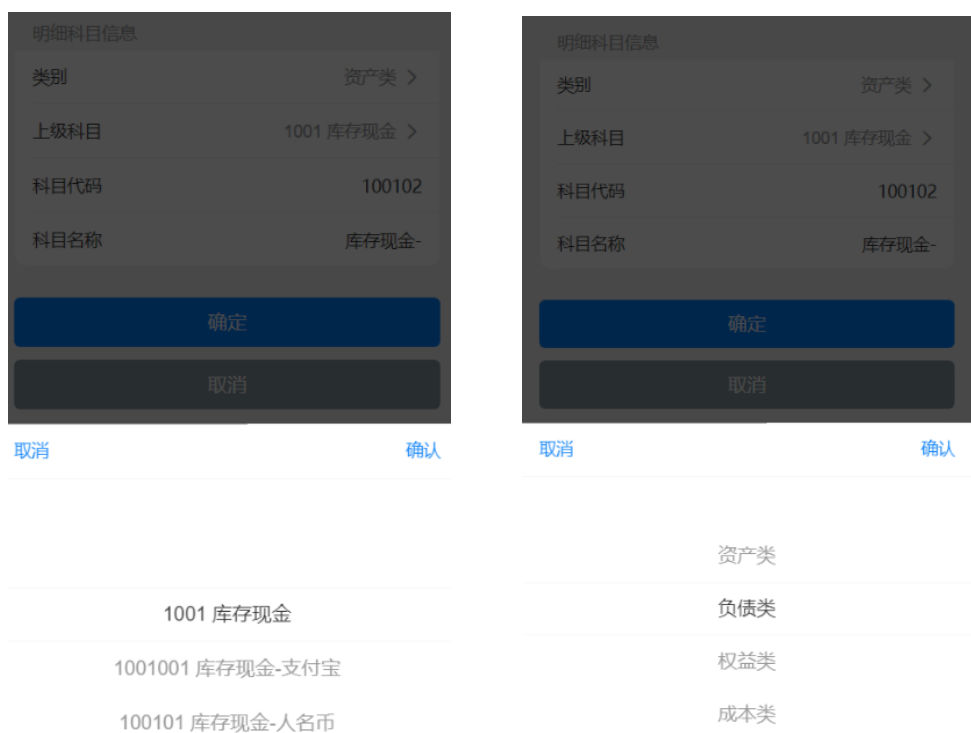 明细科目信息
类别 资产类
上级科目 1001 库存现金
科目代码 100102
科目名称 库存现金-
确定
取消
取消 确认
1001 库存现金
1001001 库存现金-支付宝
100101 库存现金-人名币
明细科目信息
类别 资产类
上级科目 1001 库存现金
科目代码 100102
科目名称 库存现金-
确定
取消
取消 确认
资产类
负债类
权益类
成本类